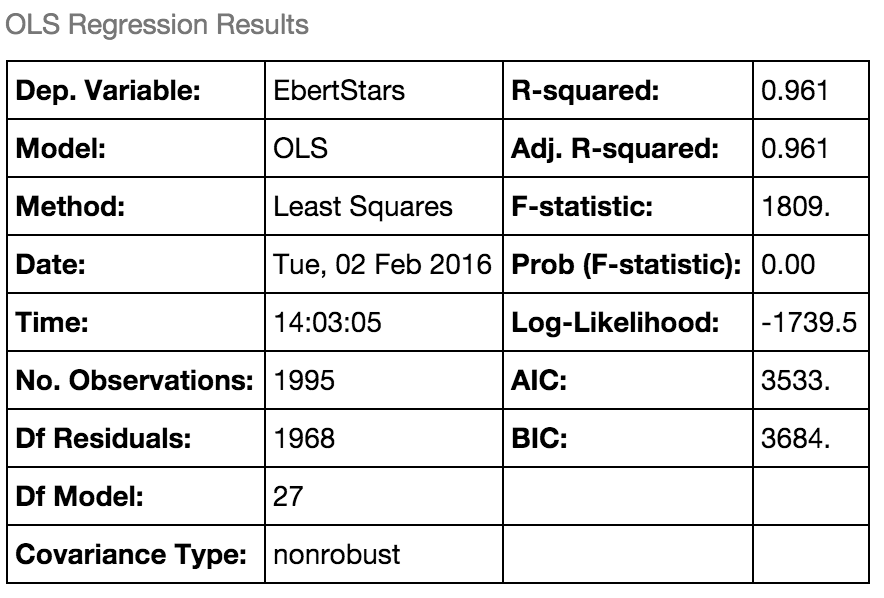 OLS Regression Results
Dep. Variable: EbertStars R-squared: 0.961
Model: OLS Adj. R-squared: 0.961
Method: Least Squares F-statistic: 1809.
Date: Tue, 02 Feb 2016 Prob (F-statistic): 0.00
Time: 14:03:05 Log-Likelihood: -1739.5
No. Observations: 1995 AIC: 3533.
Df Residuals: 1968 BIC: 3684.
Df Model: 27
Covariance Type: nonrobust